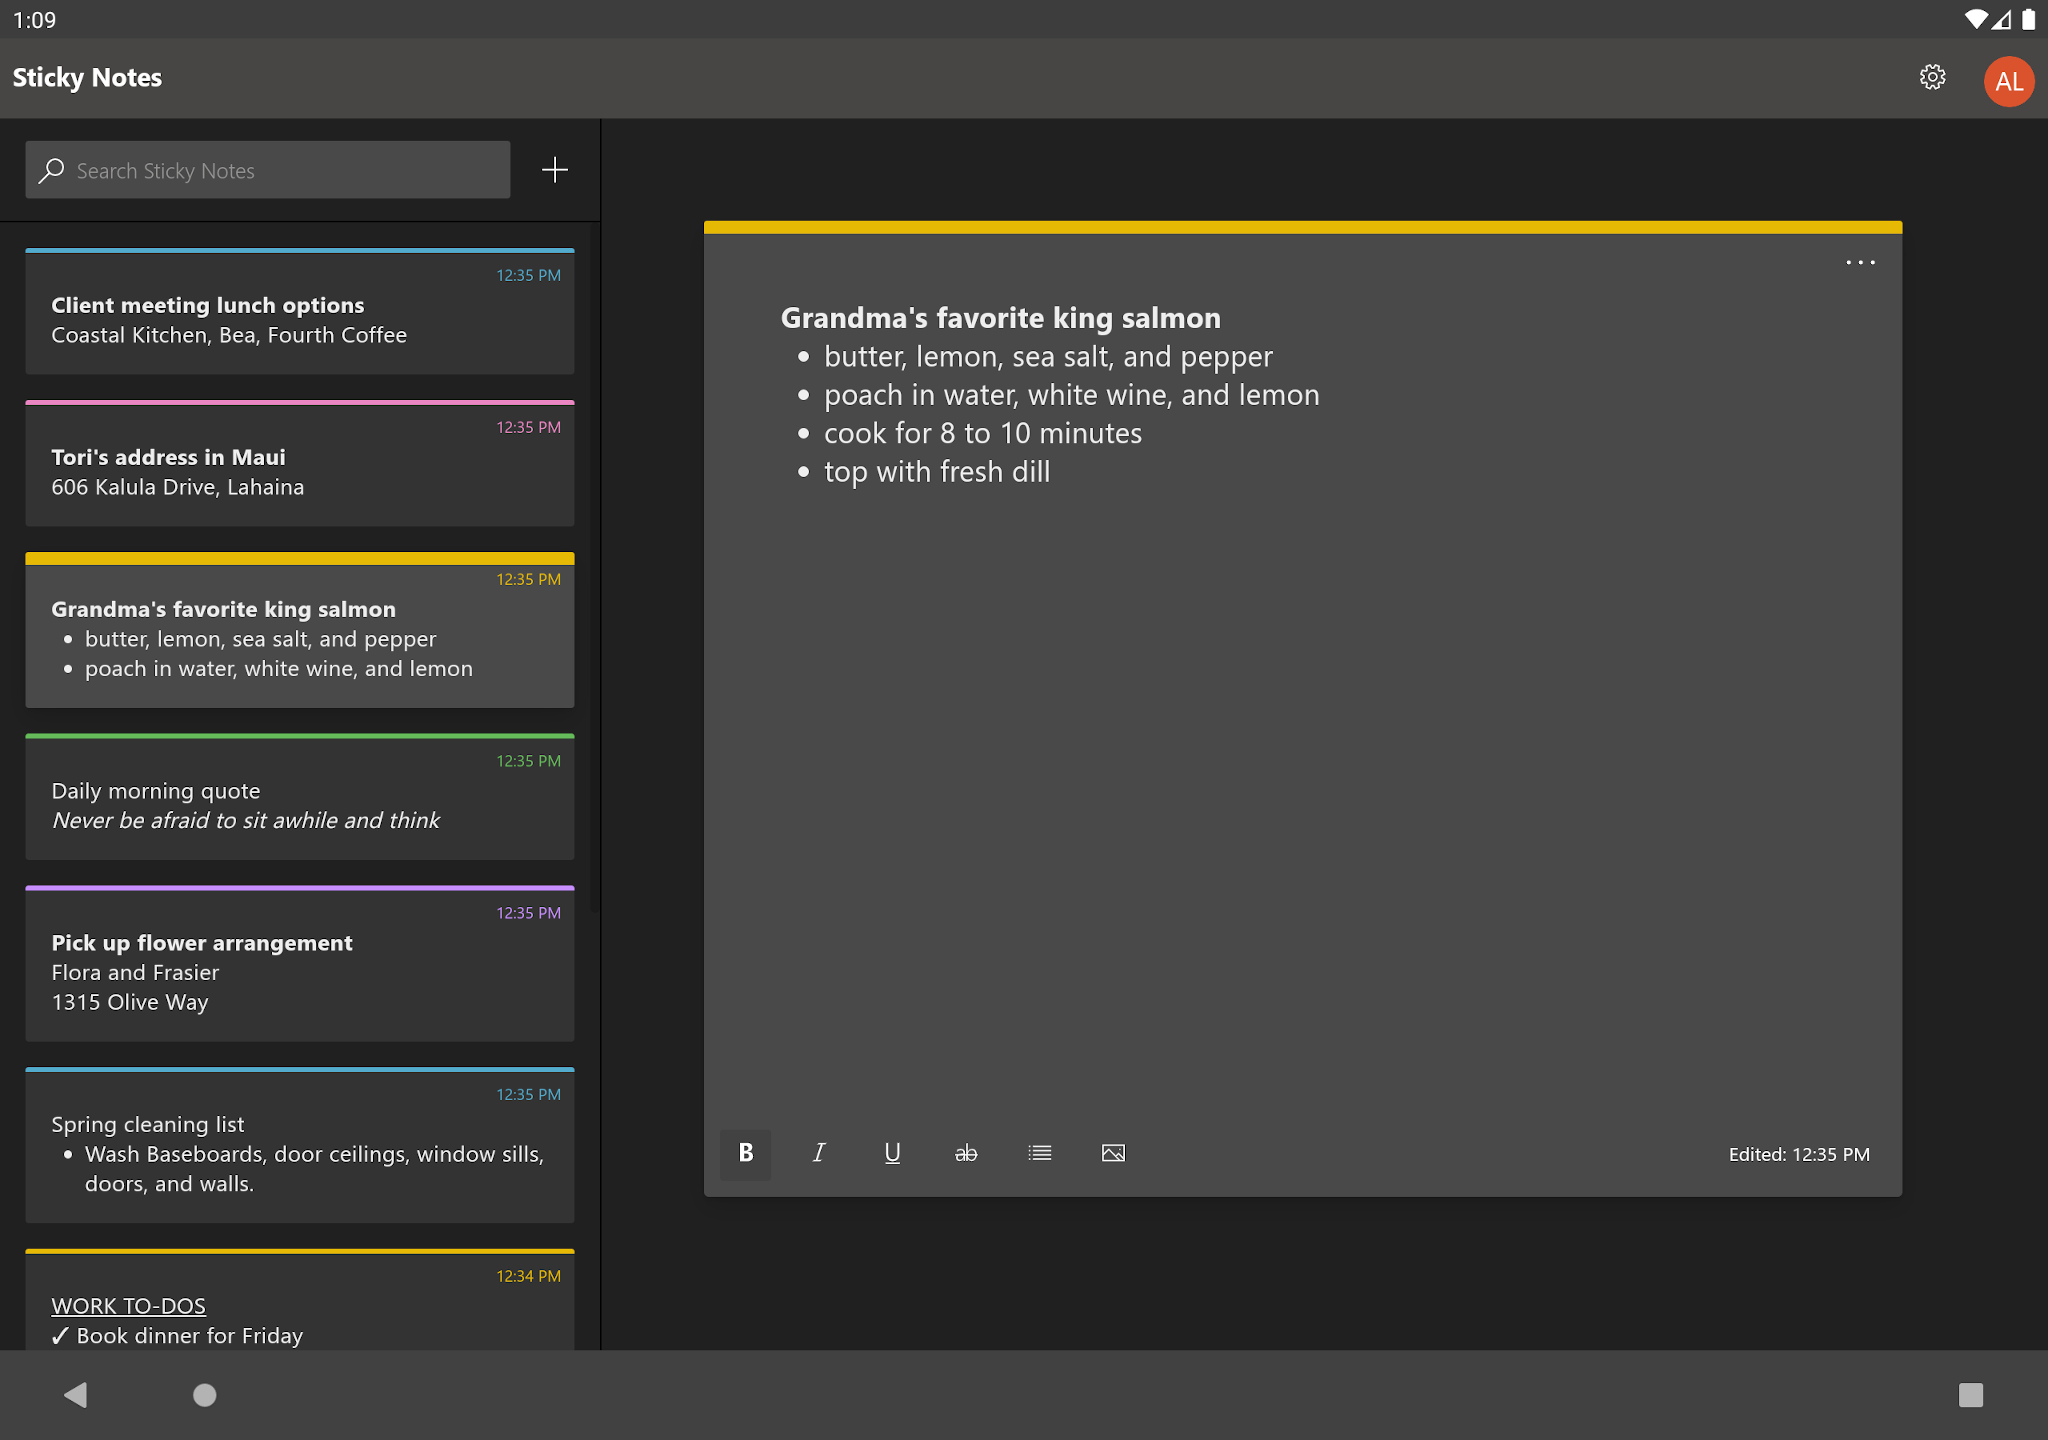 1:09
Sticky Notes
AL
Search Sticky Notes
12:35 PM
Client meeting lunch options
Coastal Kitchen, Bea, Fourth Coffee
12:35 PM
Tori's address in Maui
606 Kalula Drive, Lahaina
12:35 PM
Grandma's favorite king salmon
• butter, lemon, sea salt, and pepper
• poach in water, white wine, and lemon
12:35 PM
Daily morning quote
Never be afraid to sit awhile and think
12:35 PM
Pick up flower arrangement
Flora and Frasier
1315 Olive Way
12:35 PM
Spring cleaning list
• Wash Baseboards, door ceilings, window sills,
doors, and walls.
12:34 PM
WORK TO-DOS
✓ Book dinner for Friday
Grandma's favorite king salmon
• butter, lemon, sea salt, and pepper
• poach in water, white wine, and lemon
• cook for 8 to 10 minutes
• top with fresh dill
B I U ab
Edited: 12:35 PM